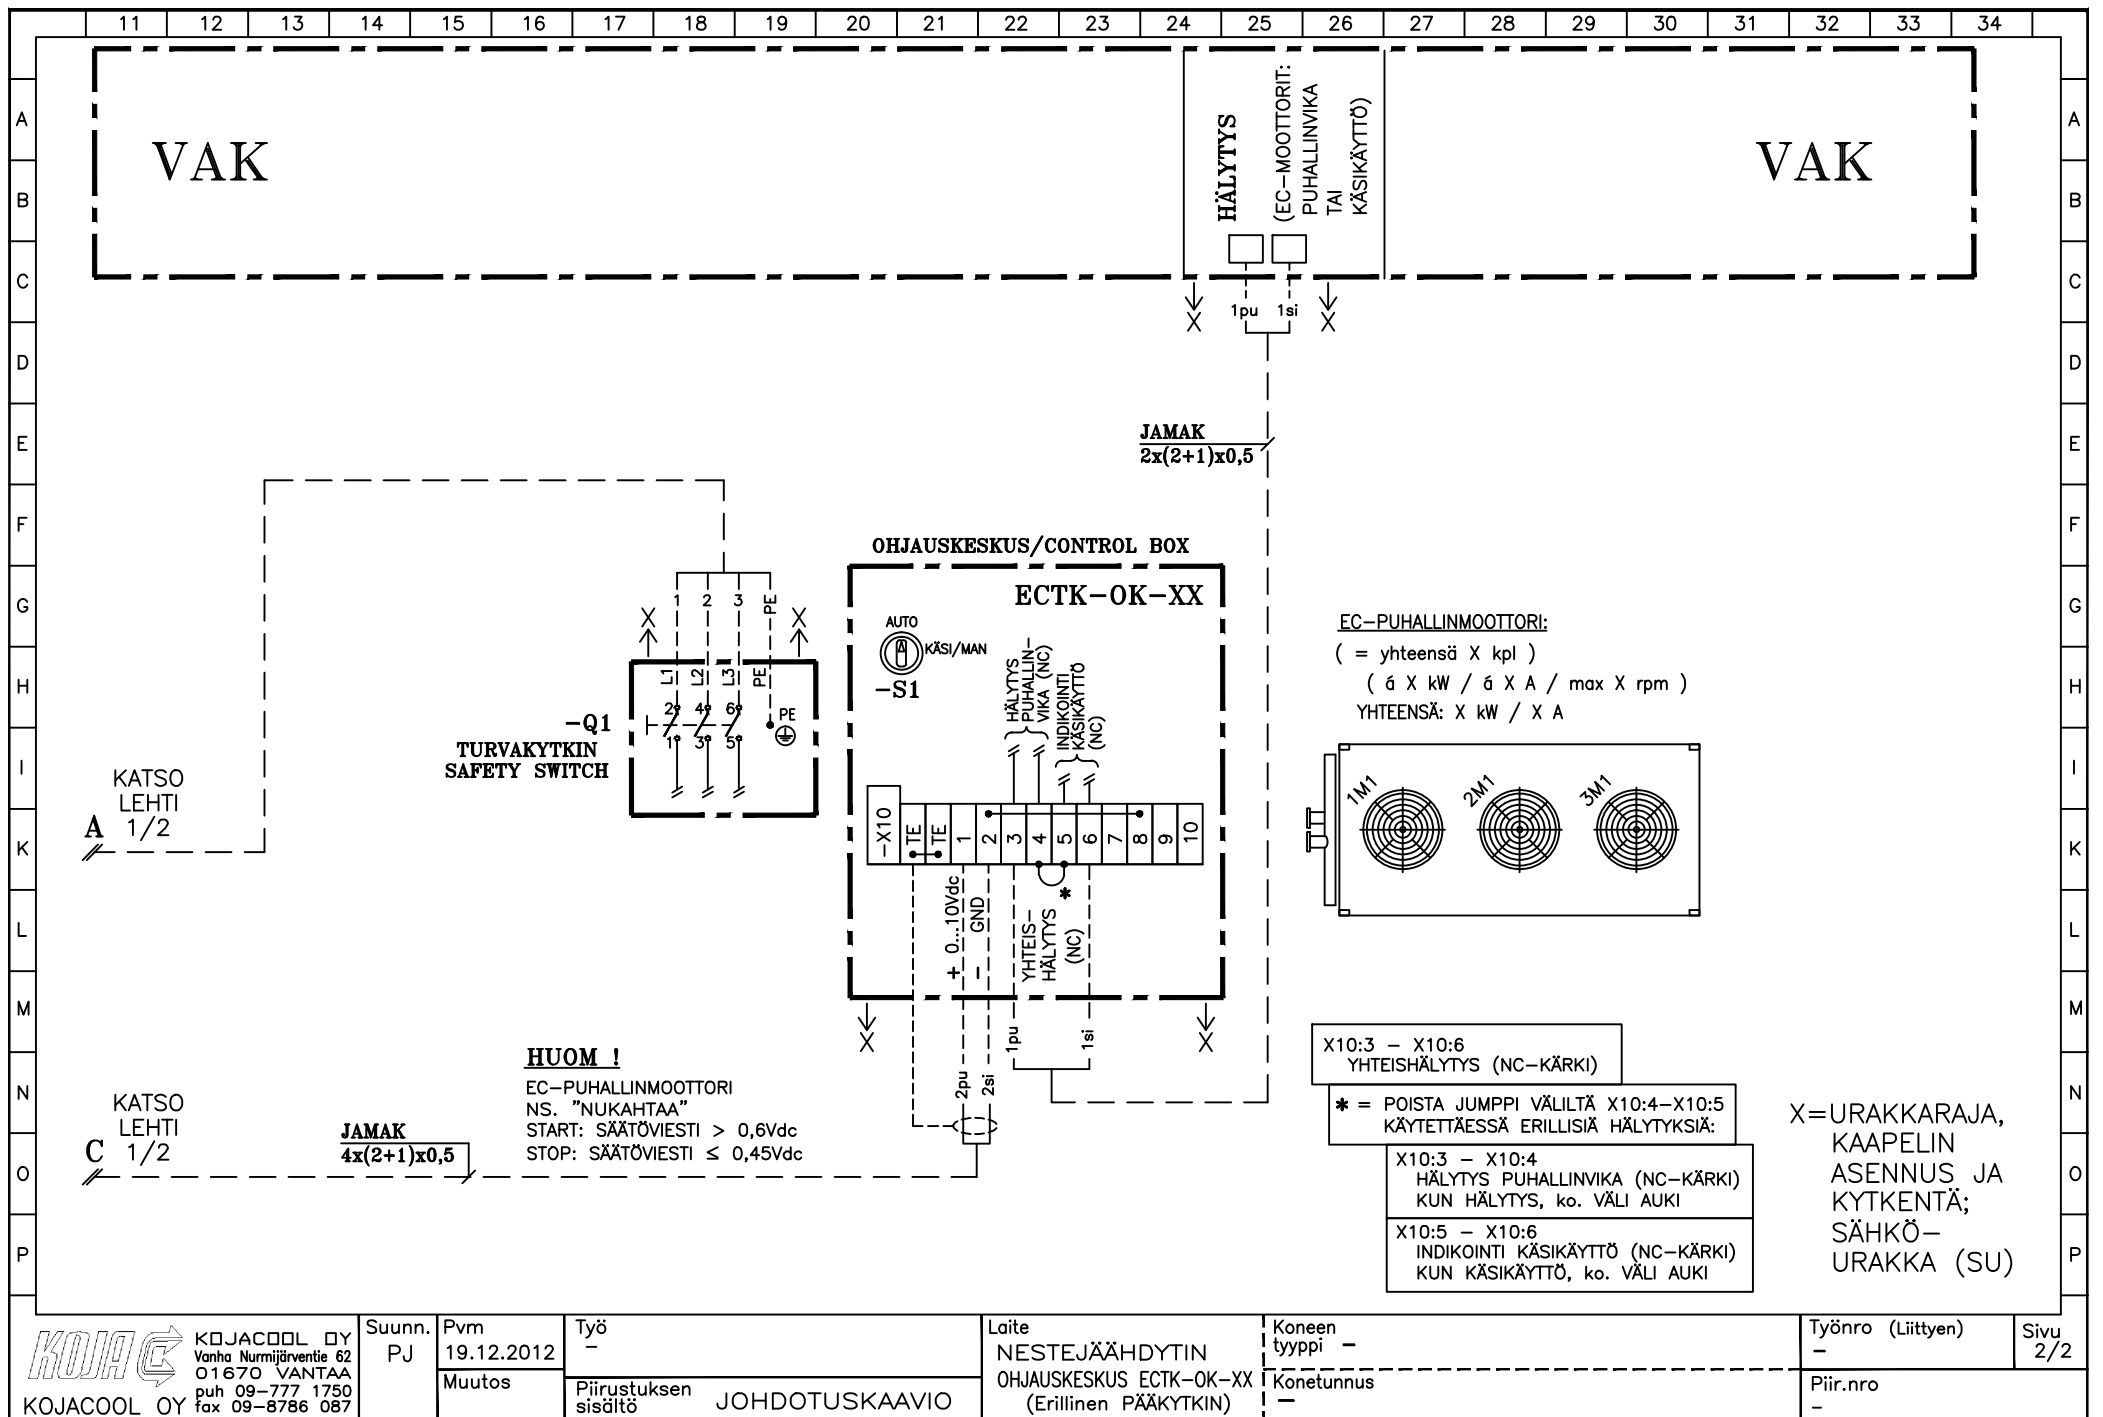 11 12 13 14 15 16 17 18 19 20 21 22 23 24 25 26 27 28 29 30 31 32 33 34
A
B
C
D
E
F
G
H
I
K
L
M
N
O
P
A
B
C
D
E
F
G
H
I
K
L
M
N
O
P
VAK
HÄLYTYS
(EC-MOOTTORIT:
PUHALLINVIKA
TAI
KÄSIKÄYTTÖ)
VAK
X
1pu
1si
X
JAMAK
2x(2+1)x0,5
OHJAUSKESKUS/CONTROL BOX
ECTK-OK-XX
AUTO
KÄSI/MAN
-S1
HÄLYTYS
PUHALLIN-
VIKA (NC)
INDIKOINTI
KÄSIKÄYTTÖ
(NC)
-X10 TE TE 1 2 3 4 5 6 7 8 9 10
+ 0...10Vdc
- GND
YHTEIS-
HÄLYTYS
(NC)
*
X
X
2pu
2si
1pu
1si
X
1 2 3 PE
X
L1 L2 L3 PE
2 4 6
PE
1 3 5
-Q1
TURVAKYTKIN
SAFETY SWITCH
KATSO
LEHTI
A 1/2
EC-PUHALLINMOOTTORI:
( = yhteensä X kpl )
( á X kW / á X A / max X rpm )
YHTEENSÄ: X kW / X A
1M1
2M1
3M1
HUOM !
EC-PUHALLINMOOTTORI
NS. "NUKAHTAA"
START: SÄÄTÖVIESTI > 0,6Vdc
STOP: SÄÄTÖVIESTI ≤ 0,45Vdc
KATSO
LEHTI
C 1/2
JAMAK
4x(2+1)x0,5
X10:3 - X10:6
YHTEISHÄLYTYS (NC-KÄRKI)
* = POISTA JUMPPI VÄLILTÄ X10:4-X10:5
KÄYTETTÄESSÄ ERILLISIÄ HÄLYTYKSIÄ:
X10:3 - X10:4
HÄLYTYS PUHALLINVIKA (NC-KÄRKI)
KUN HÄLYTYS, ko. VÄLI AUKI
X10:5 - X10:6
INDIKOINTI KÄSIKÄYTTÖ (NC-KÄRKI)
KUN KÄSIKÄYTTÖ, ko. VÄLI AUKI
X=URAKKARAJA,
KAAPELIN
ASENNUS JA
KYTKENTÄ;
SÄHKÖ-
URAKKA (SU)
KOJA
KOJACOOL OY
KOJACOOL OY
Vanha Nurmijärventie 62
01670 VANTAA
puh 09-777 1750
fax 09-8786 087
Suunn.
PJ
Pvm
19.12.2012
Muutos
Työ
-
Piirustuksen
sisältö JOHDOTUSKAAVIO
Laite
NESTEJÄÄHDYTIN
OHJAUSKESKUS ECTK-OK-XX
(Erillinen PÄÄKYTKIN)
Koneen
tyyppi -
Konetunnus
-
Työnro (Liittyen)
-
Sivu
2/2
Piir.nro
-